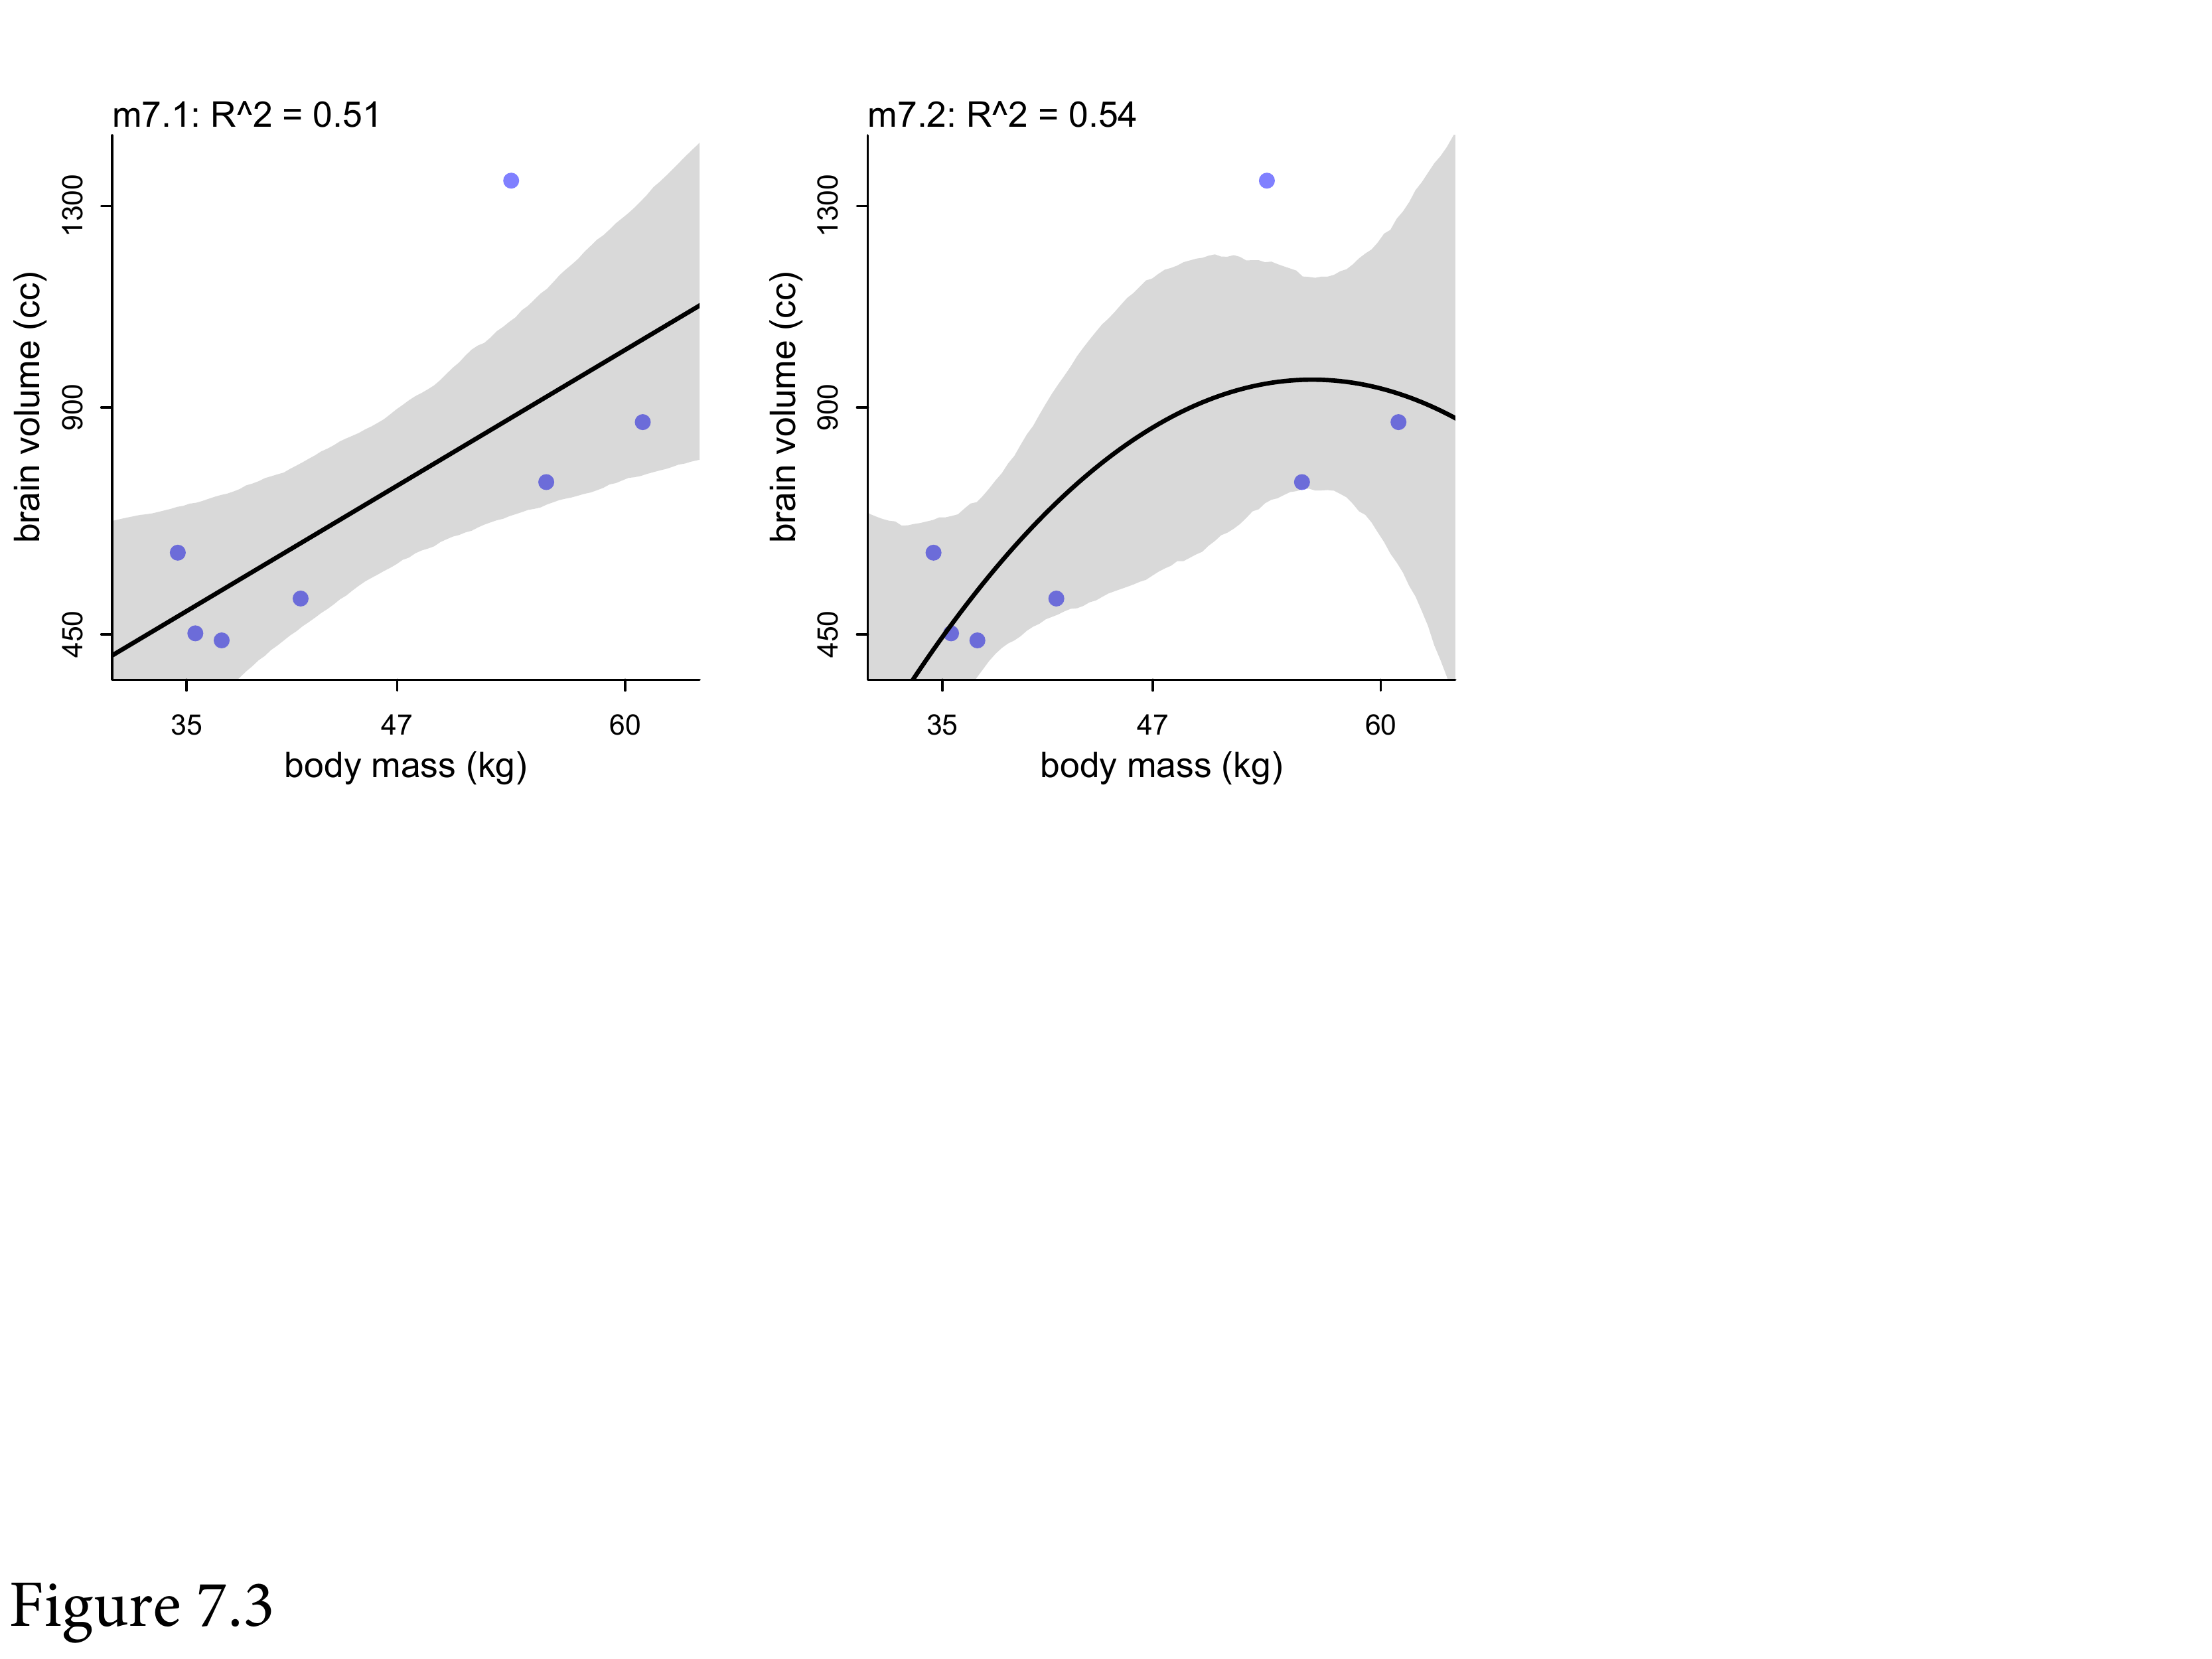 m7.1: R^2 = 0.51
brain volume (cc)
1300
900
450
35 47 60
body mass (kg)
m7.2: R^2 = 0.54
brain volume (cc)
1300
900
450
35 47 60
body mass (kg)
Figure 7.3